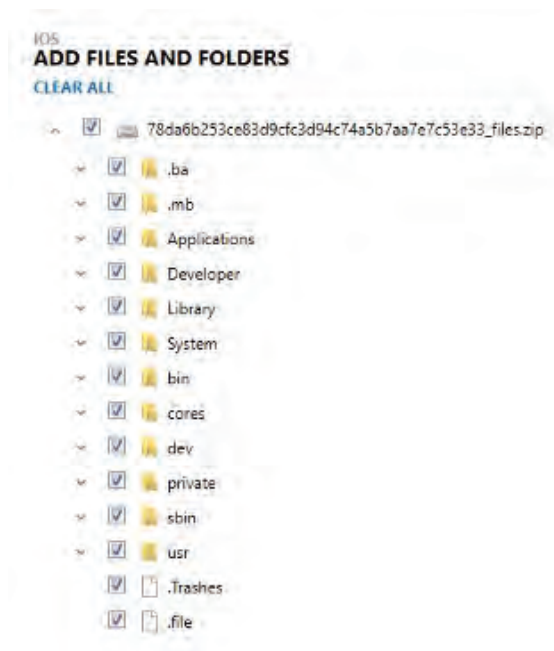 IOS
ADD FILES AND FOLDERS
CLEAR ALL
78da6b253ce83d9cfc3d94c74a5b7aa7e7c53e33_files.zip
.ba
.mb
Applications
Developer
Library
System
bin
cores
dev
private
sbin
usr
.Trashes
.file